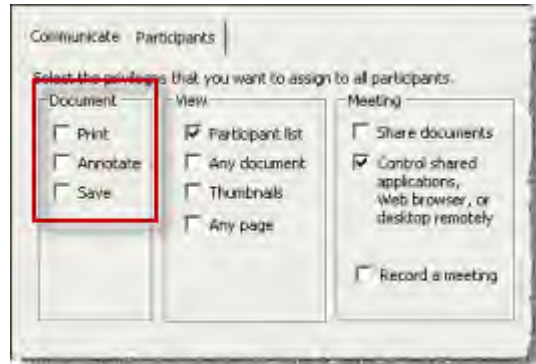 Communicate Participants
Select the privileges that you want to assign to all participants.
Document
Print
Annotate
Save
View
Participant list
Any document
Thumbnails
Any page
Meeting
Share documents
Control shared
applications,
Web browser, or
desktop remotely
Record a meeting